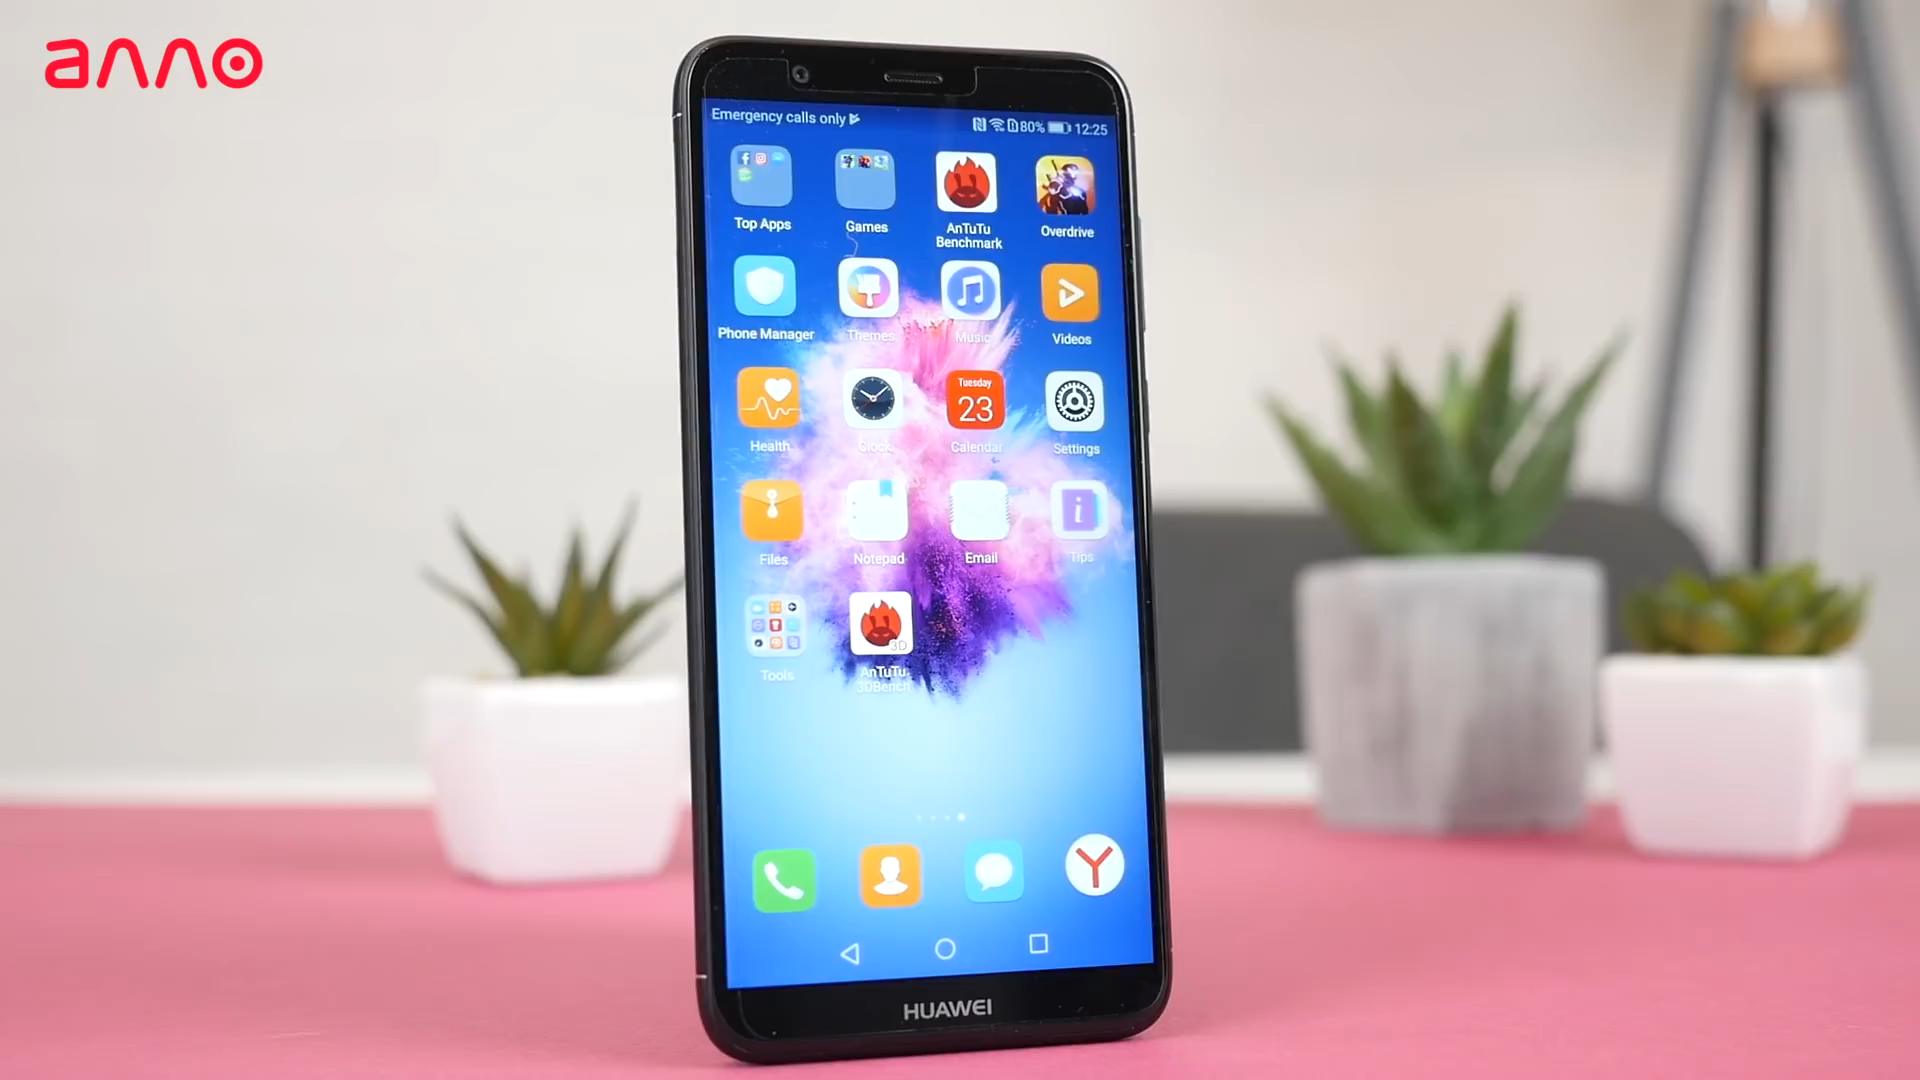 алло
Emergency calls only
80% 12:25
Top Apps
Games
AnTuTu
Benchmark
Overdrive
Phone Manager
Themes
Music
Videos
Health
Clock
Tuesday
23
Calendar
Settings
Files
Notepad
Email
i
Tips
Tools
3D
AnTuTu
3DBench
Y
HUAWEI